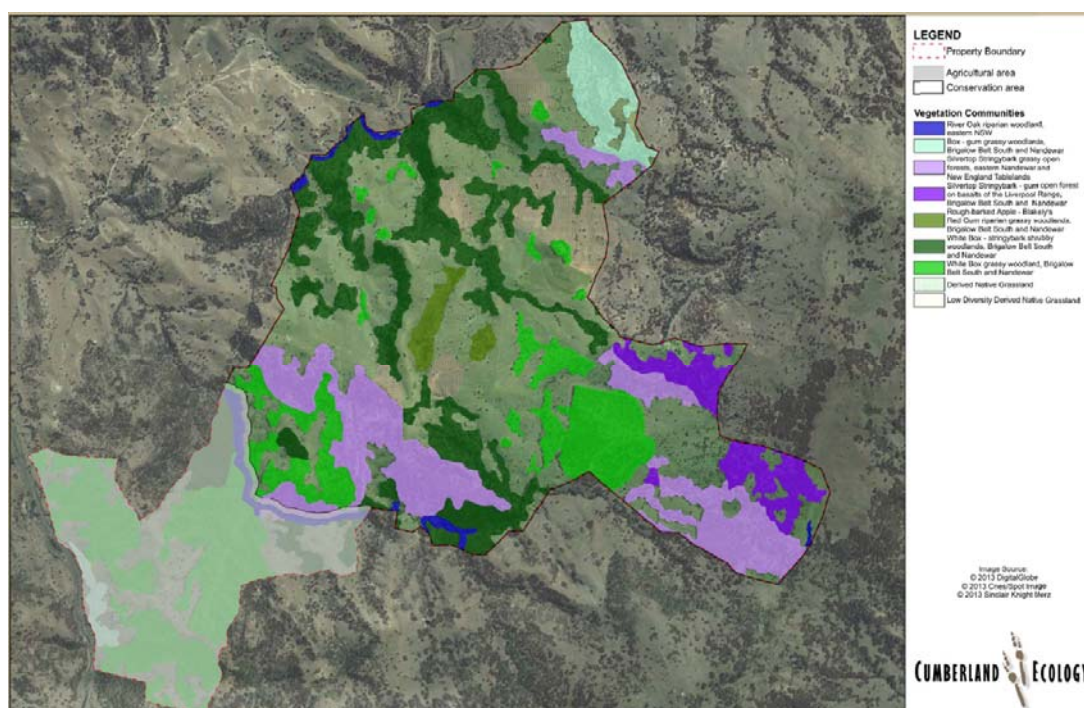 LEGEND
Property Boundary
Agricultural area
Conservation area
Vegetation Communities
River Oak riparian woodland,
eastern NSW
Box - gum grassy woodlands,
Brigalow Belt South and Nandewar
Silvertop Stringybark grassy open
forests, eastern Nandewar and
New England Tablelands
Silvertop Stringybark - gum open forest
on basalts of the Liverpool Range,
Brigalow Belt South and Nandewar
Rough-barked Apple - Blakely's
Red Gum riparian grassy woodlands,
Brigalow Belt South and Nandewar
White Box - stringybark shrubby
woodlands, Brigalow Belt South
and Nandewar
White Box grassy woodland, Brigalow
Belt South and Nandewar
Derived Native Grassland
Low Diversity Derived Native Grassland
Image Source:
© 2013 DigitalGlobe
© 2013 Cnes/Spot Image
© 2013 Sinclair Knight Merz
CUMBERLAND ECOLOGY